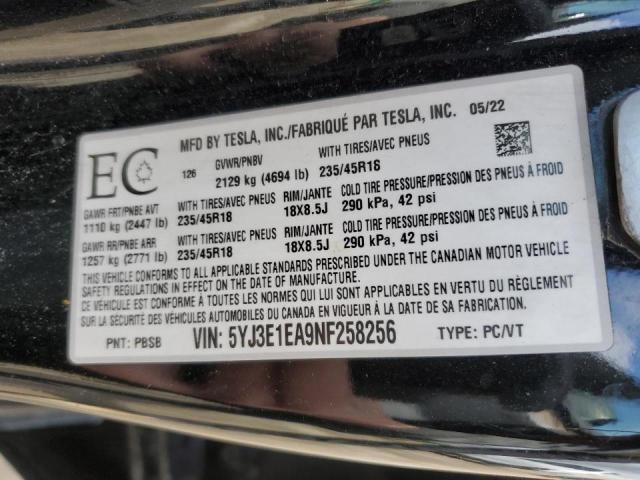 MFD BY TESLA, INC./FABRIQUÉ PAR TESLA, INC. 05/22
EC
126
GVWR/PNBV
2129 kg (4694 lb)
WITH TIRES/AVEC PNEUS
235/45R18
GAWR FRT/PNBE AVT
1110 kg (2447 lb)
WITH TIRES/AVEC PNEUS
235/45R18
RIM/JANTE
18X8.5J
COLD TIRE PRESSURE/PRESSION DES PNEUS À FROID
290 kPa, 42 psi
GAWR RR/PNBE ARR
1257 kg (2771 lb)
WITH TIRES/AVEC PNEUS
235/45R18
RIM/JANTE
18X8.5J
COLD TIRE PRESSURE/PRESSION DES PNEUS À FROID
290 kPa, 42 psi
THIS VEHICLE CONFORMS TO ALL APPLICABLE STANDARDS PRESCRIBED UNDER THE CANADIAN MOTOR VEHICLE
SAFETY REGULATIONS IN EFFECT ON THE DATE OF MANUFACTURE.
CE VÉHICULE EST CONFORME À TOUTES LES NORMES QUI LUI SONT APPLICABLES EN VERTU DU RÈGLEMENT
SUR LA SÉCURITÉ DES VÉHICULES AUTOMOBILES DU CANADA EN VIGUEUR À LA DATE DE SA FABRICATION.
PNT: PBSB VIN: 5YJ3E1EA9NF258256 TYPE: PC/VT